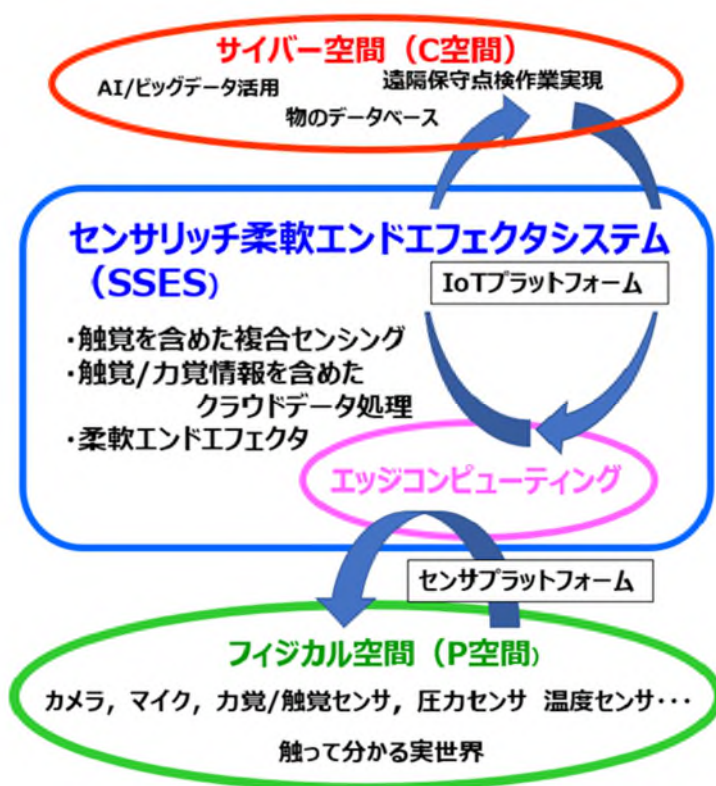 サイバー空間（C空間）
AI/ビッグデータ活用
遠隔保守点検作業実現
物のデータベース
センサリッチ柔軟エンドエフェクタシステム
（SSES）
IoTプラットフォーム
・触覚を含めた複合センシング
・触覚/力覚情報を含めた
クラウドデータ処理
・柔軟エンドエフェクタ
エッジコンピューティング
センサプラットフォーム
フィジカル空間（P空間）
カメラ，マイク，力覚/触覚センサ，圧力センサ 温度センサ･･･
触って分かる実世界